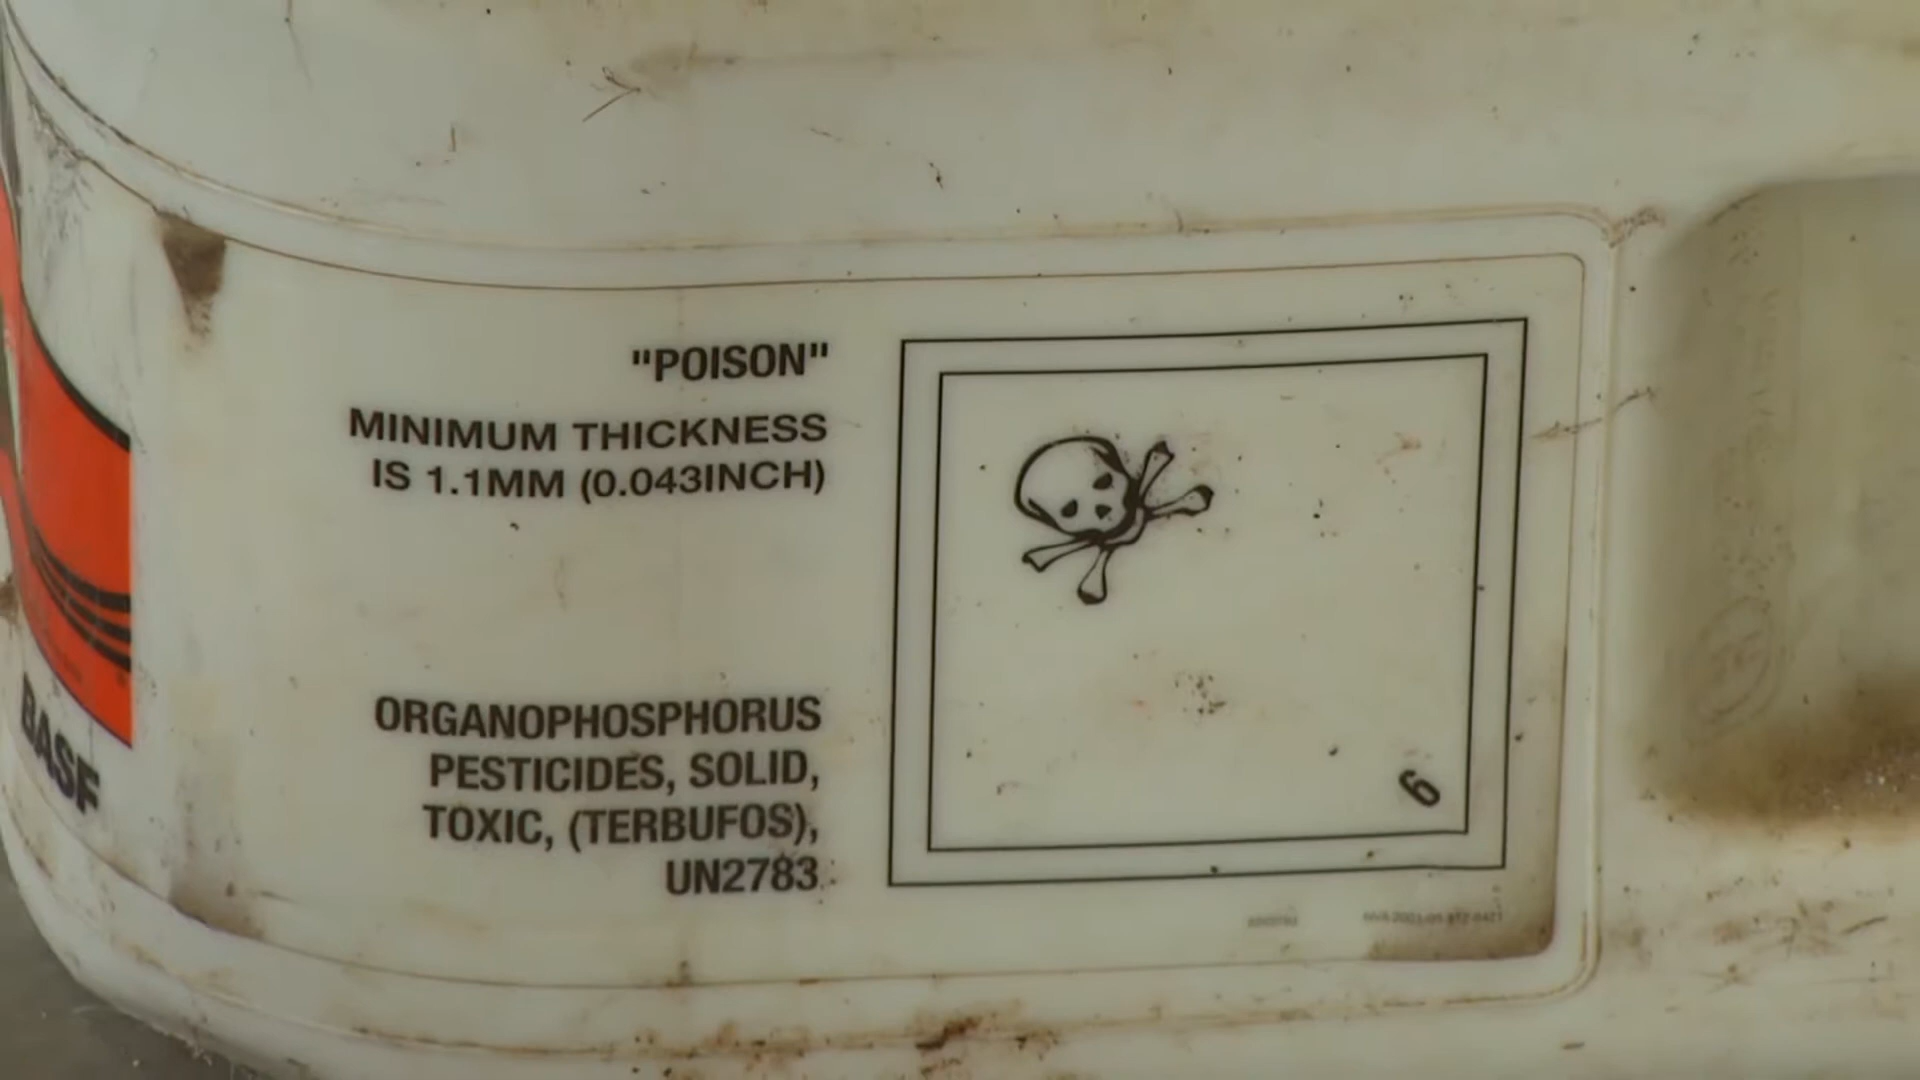 "POISON"
MINIMUM THICKNESS
IS 1.1MM (0.043INCH)
ORGANOPHOSPHORUS
PESTICIDES, SOLID,
TOXIC, (TERBUFOS),
UN2783
6
BASF